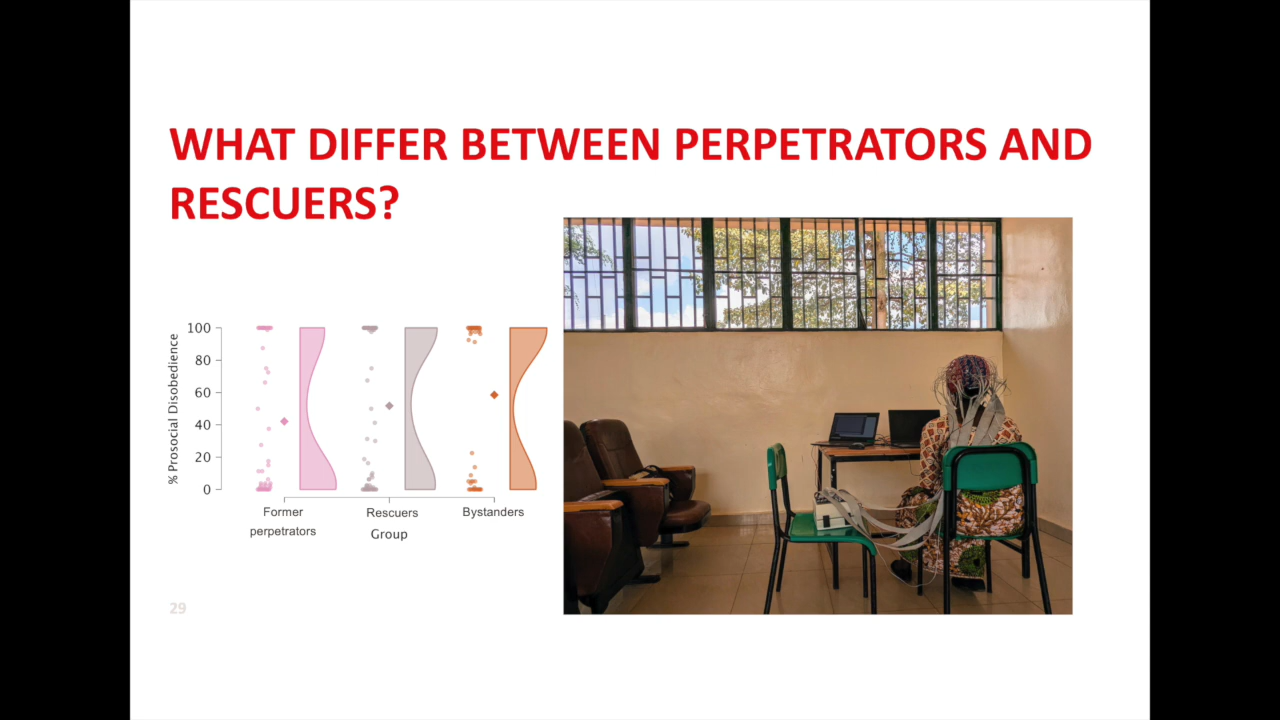 WHAT DIFFER BETWEEN PERPETRATORS AND
RESCUERS?
% Prosocial Disobedience
100
80
60
40
20
0
Former
perpetrators
Rescuers
Bystanders
Group
29